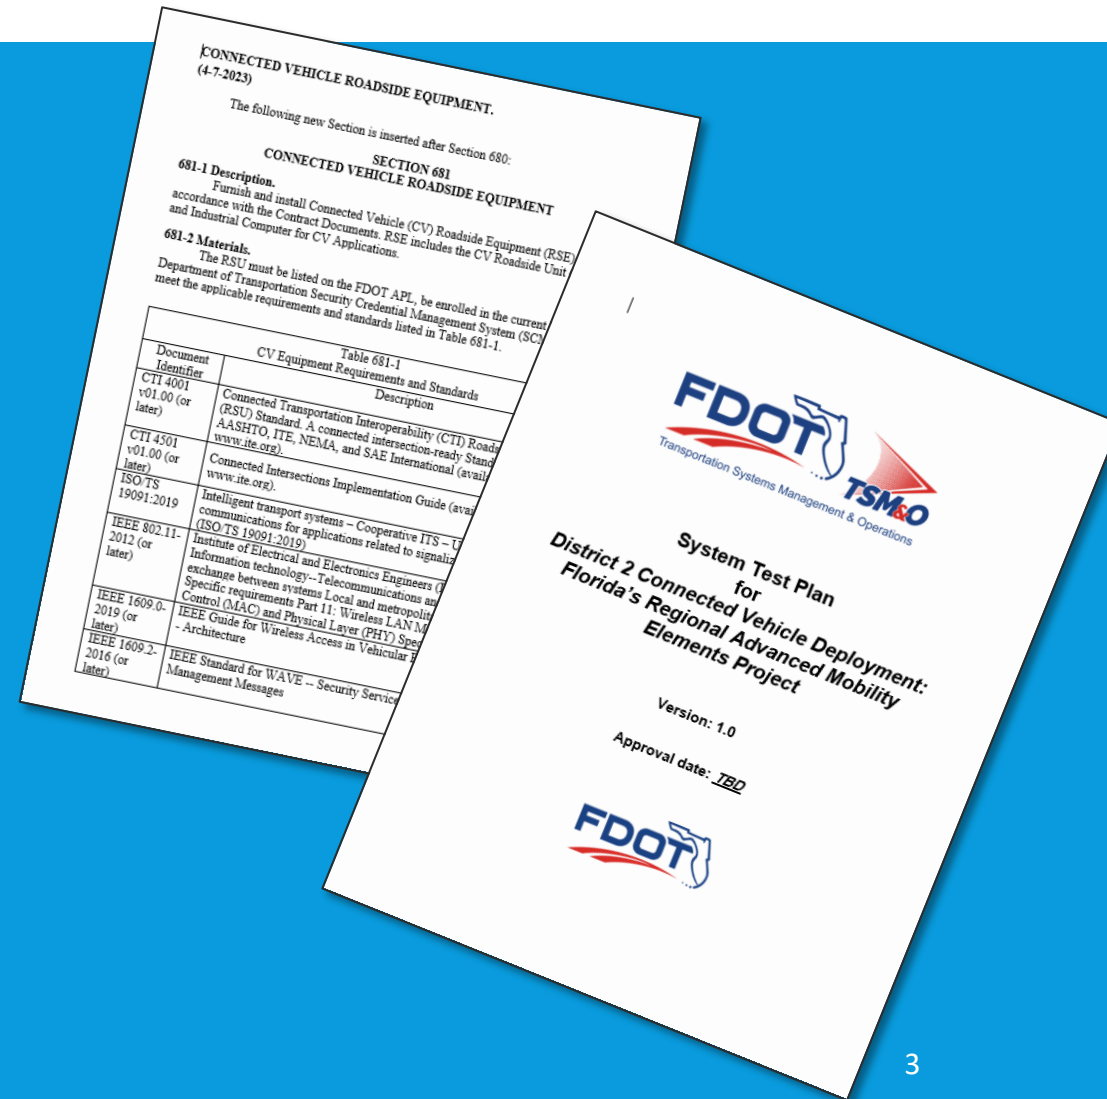 CONNECTED VEHICLE ROADSIDE EQUIPMENT.
(4-7-2023)
The following new Section is inserted after Section 680:
SECTION 681
CONNECTED VEHICLE ROADSIDE EQUIPMENT
681-1 Description.
Furnish and install Connected Vehicle (CV) Roadside Equipment (RSE)
accordance with the Contract Documents. RSE includes the CV Roadside Unit
and Industrial Computer for CV Applications.
681-2 Materials.
The RSU must be listed on the FDOT APL, be enrolled in the current
Department of Transportation Security Credential Management System
meet the applicable requirements and standards listed in Table 681-1.
Table 681-1
CV Equipment Requirements and Standards
Document
Identifier
Description
CTI 4001
v01.00 (or
later)
Connected Transportation Interoperability (CTI)
(RSU) Standard. A connected intersection-ready
AASHTO, ITE, NEMA, and SAE International
www.ite.org).
CTI 4501
v01.00 (or
later)
Connected Intersections Implementation Guide
www.ite.org).
ISO/TS
19091:2019
Intelligent transport systems – Cooperative ITS –
communications for applications related to
(ISO/TS 19091:2019)
IEEE 802.11-
2012 (or
later)
Institute of Electrical and Electronics Engineers
Information technology--Telecommunications
exchange between systems Local and
Specific requirements Part 11: Wireless LAN
Control (MAC) and Physical Layer (PHY)
IEEE 1609.0-
2019 (or
later)
IEEE Guide for Wireless Access in Vehicular
- Architecture
IEEE 1609.2-
2016 (or
later)
IEEE Standard for WAVE -- Security
Management Messages
FDOT
Transportation Systems Management & Operations
TSM&O
System Test Plan
for
District 2 Connected Vehicle Deployment:
Florida's Regional Advanced Mobility
Elements Project
Version: 1.0
Approval date: TBD
FDOT
3